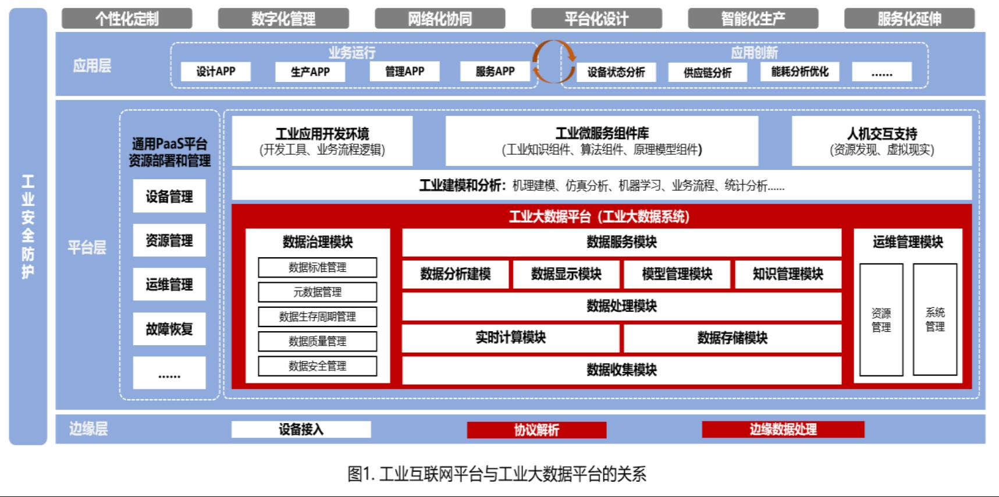 个性化定制
数字化管理
网络化协同
平台化设计
智能化生产
服务化延伸
工业安全防护
应用层
业务运行
设计APP
生产APP
管理APP
服务APP
应用创新
设备状态分析
供应链分析
能耗分析优化
......
平台层
通用PaaS平台
资源部署和管理
设备管理
资源管理
运维管理
故障恢复
......
工业应用开发环境
(开发工具、业务流程逻辑)
工业微服务组件库
(工业知识组件、算法组件、原理模型组件)
人机交互支持
(资源发现、虚拟现实)
工业建模和分析：机理建模、仿真分析、机器学习、业务流程、统计分析......
工业大数据平台（工业大数据系统）
数据治理模块
数据标准管理
元数据管理
数据生存周期管理
数据质量管理
数据安全管理
数据服务模块
数据分析建模
数据显示模块
模型管理模块
知识管理模块
数据处理模块
实时计算模块
数据存储模块
数据收集模块
运维管理模块
资源
管理
系统
管理
边缘层
设备接入
协议解析
边缘数据处理
图1. 工业互联网平台与工业大数据平台的关系